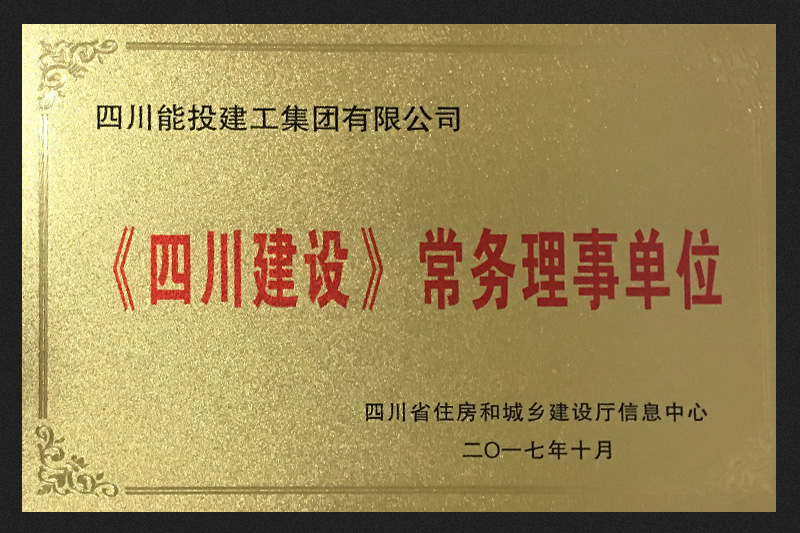 四川能投建工集团有限公司
《四川建设》常务理事单位
四川省住房和城乡建设厅信息中心
二〇一七年十月